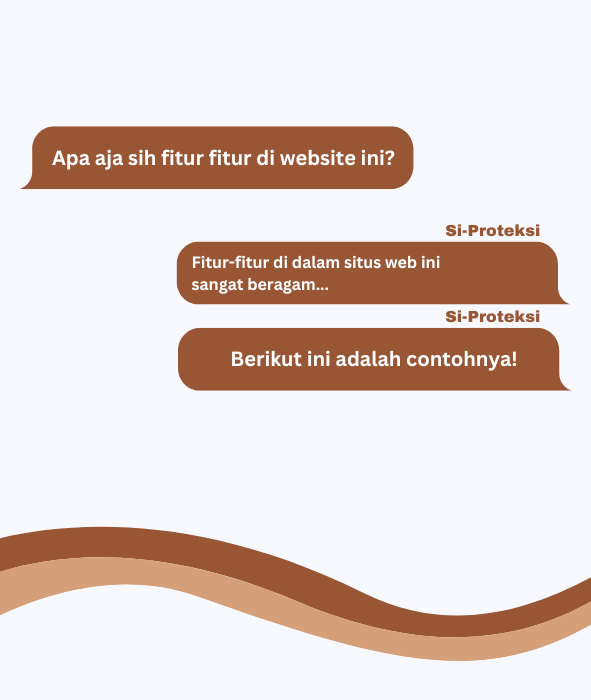 Apa aja sih fitur fitur di website ini?
Si-Proteksi
Fitur-fitur di dalam situs web ini
sangat beragam...
Si-Proteksi
Berikut ini adalah contohnya!